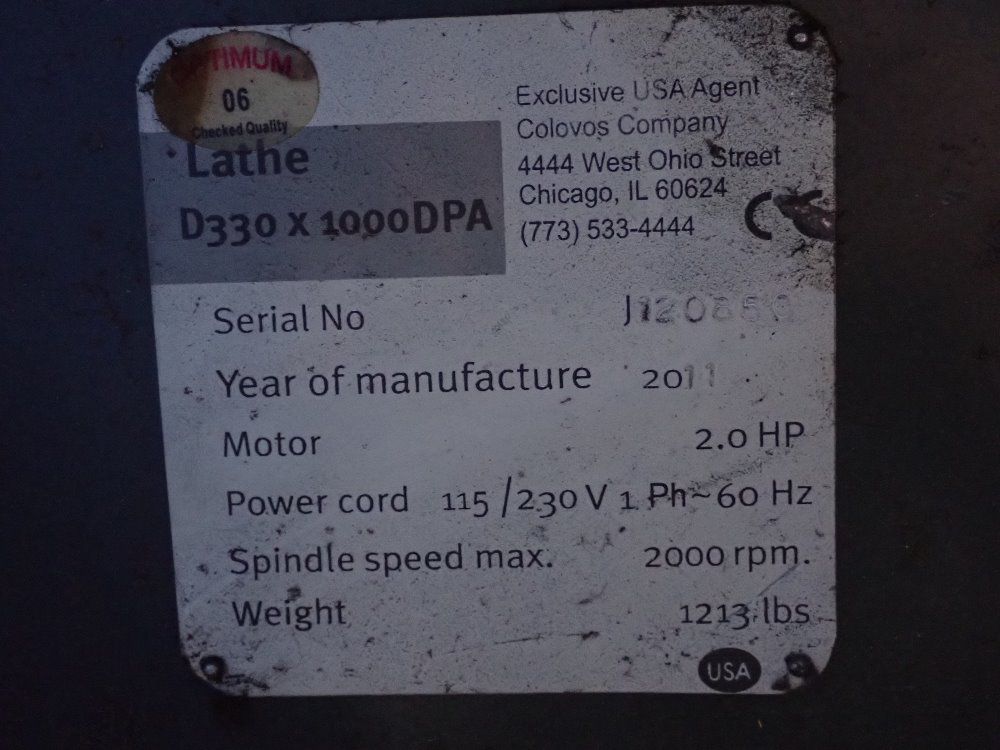 OPTIMUM
06
Checked Quality
Lathe
D330 x 1000DPA
Exclusive USA Agent
Colovos Company
4444 West Ohio Street
Chicago, IL 60624
(773) 533-4444
CE
Serial No
Year of manufacture 2011
Motor 2.0 HP
Power cord 115 /230 V 1 Ph~60 Hz
Spindle speed max. 2000 rpm.
Weight 1213 lbs
USA